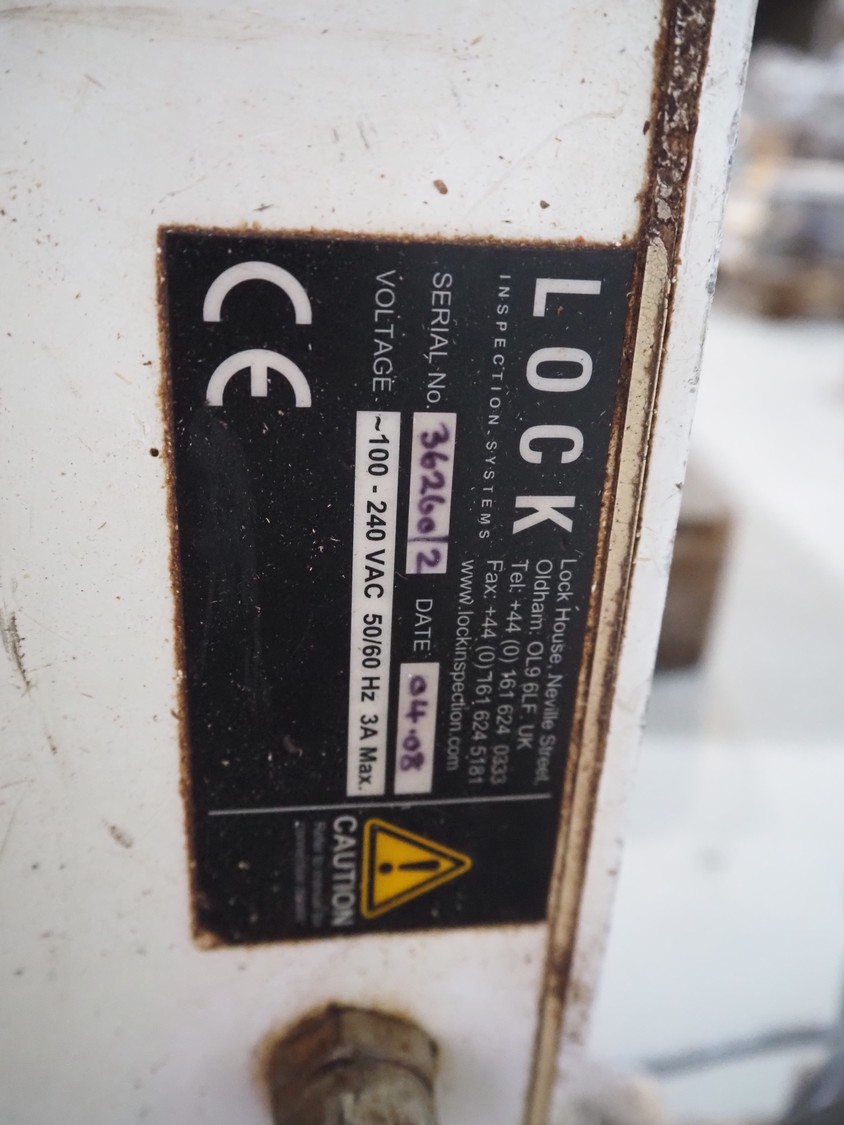 LOCK
INSPECTION SYSTEMS
Lock House, Neville Street,
Oldham. OL9 6LF. UK
Tel: +44 (0) 161 624 0333
Fax: +44 (0) 161 624 5181
www.lockinspection.com
SERIAL No. 36260/2 DATE 04.08
VOLTAGE ~100 - 240 VAC 50/60 Hz 3A Max.
CE
CAUTION